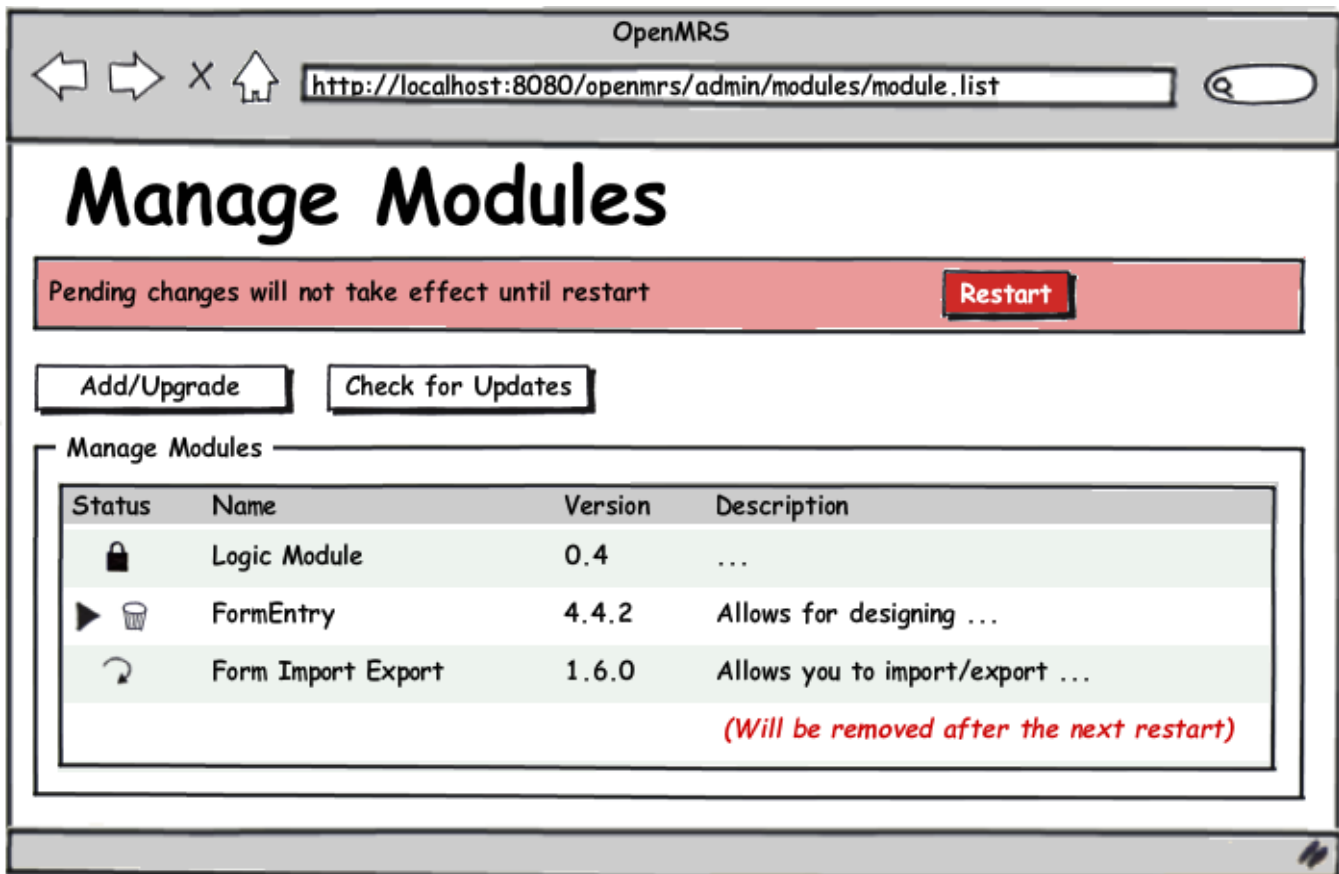 OpenMRS
http://localhost:8080/openmrs/admin/modules/module.list
Manage Modules
Pending changes will not take effect until restart Restart
Add/Upgrade Check for Updates
Manage Modules
Status Name Version Description
Logic Module 0.4 ...
FormEntry 4.4.2 Allows for designing ...
Form Import Export 1.6.0 Allows you to import/export ...
(Will be removed after the next restart)